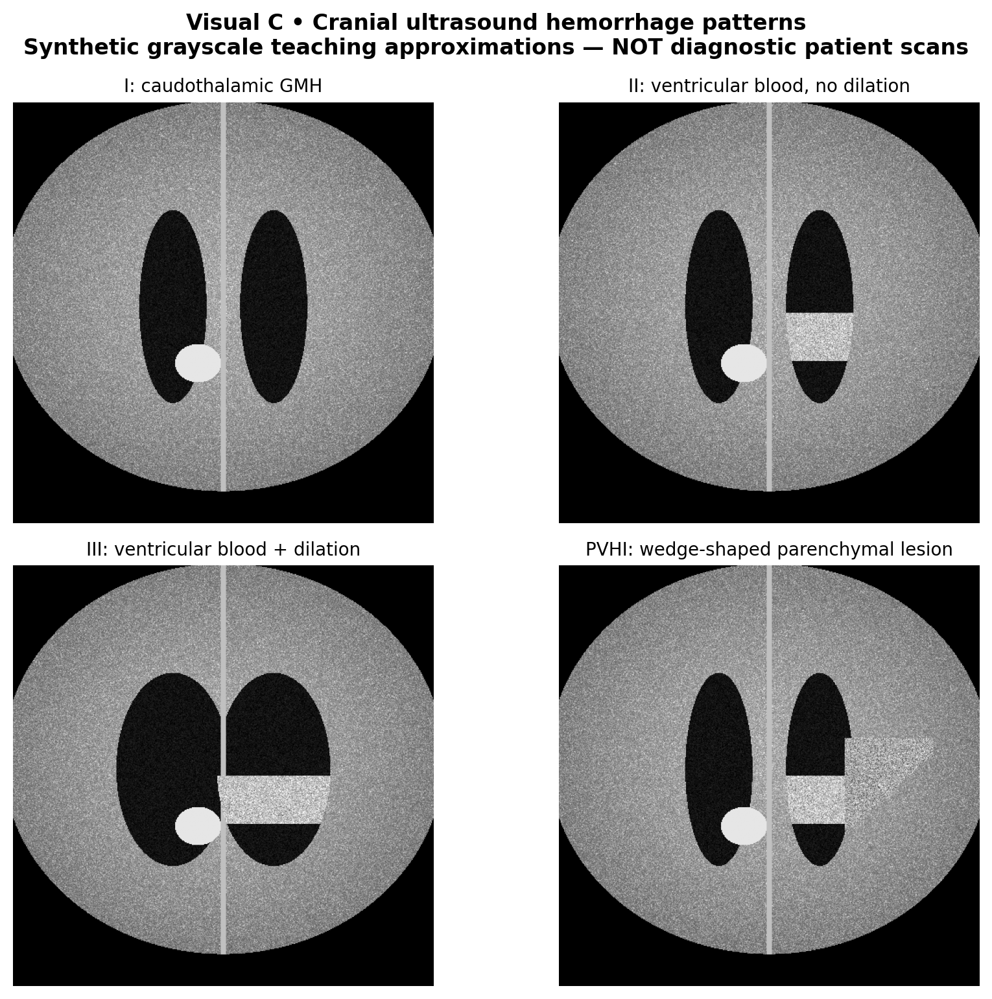 Visual C • Cranial ultrasound hemorrhage patterns
Synthetic grayscale teaching approximations — NOT diagnostic patient scans
I: caudothalamic GMH
II: ventricular blood, no dilation
III: ventricular blood + dilation
PVHI: wedge-shaped parenchymal lesion